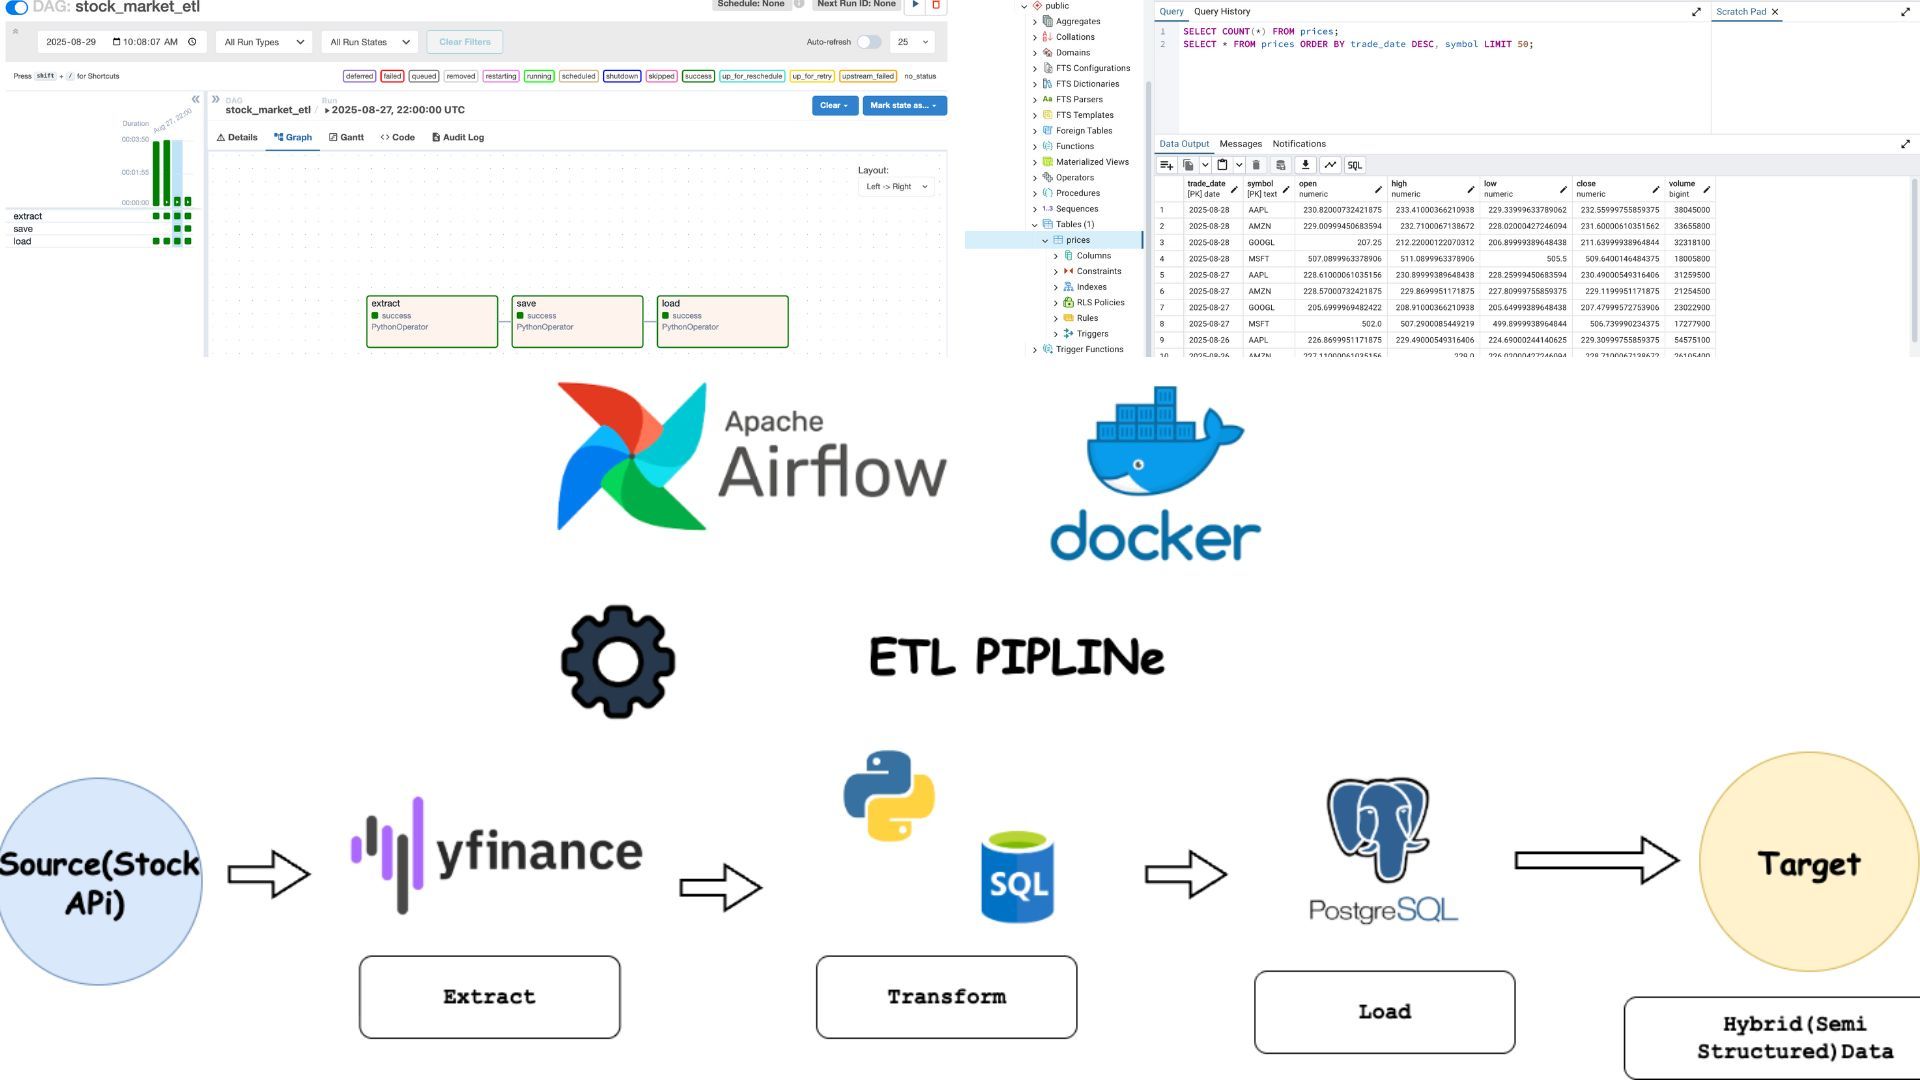 DAG: stock_market_etl
Schedule: None
Next Run ID: None
2025-08-29 10:08:07 AM
All Run Types
All Run States
Clear Filters
Auto-refresh
25
Press shift + / for Shortcuts
deferred failed queued removed restarting running scheduled shutdown skipped success up_for_reschedule up_for_retry upstream_failed no_status
DAG
stock_market_etl /
Run
2025-08-27, 22:00:00 UTC
Clear
Mark state as...
Details
Graph
Gantt
Code
Audit Log
Duration
Aug 27, 22:00
00:03:50
00:01:55
00:00:00
extract
save
load
Layout:
Left -> Right
extract
success
PythonOperator
save
success
PythonOperator
load
success
PythonOperator
public
Aggregates
Collations
Domains
FTS Configurations
FTS Dictionaries
FTS Parsers
FTS Templates
Foreign Tables
Functions
Materialized Views
Operators
Procedures
Sequences
Tables (1)
prices
Columns
Constraints
Indexes
RLS Policies
Rules
Triggers
Trigger Functions
Query
Query History
Scratch Pad
1 SELECT COUNT(*) FROM prices;
2 SELECT * FROM prices ORDER BY trade_date DESC, symbol LIMIT 50;
Data Output
Messages
Notifications
SQL
trade_date symbol open high low close volume
[PK] date [PK] text numeric numeric numeric numeric bigint
1 2025-08-28 AAPL 230.82000732421875 233.41000366210938 229.33999633789062 232.55999755859375 38045000
2 2025-08-28 AMZN 229.00999450683594 232.7100067138672 228.02000427246094 231.60000610351562 33655800
3 2025-08-28 GOOGL 207.25 212.22000122070312 206.89999389648438 211.63999938964844 32318100
4 2025-08-28 MSFT 507.0899963378906 511.0899963378906 505.5 509.6400146484375 18005800
5 2025-08-27 AAPL 228.61000061035156 230.89999389648438 228.25999450683594 230.49000549316406 31259500
6 2025-08-27 AMZN 228.57000732421875 229.8699951171875 227.80999755859375 229.1199951171875 21254500
7 2025-08-27 GOOGL 205.6999969482422 208.91000366210938 205.64999389648438 207.47999572753906 23022900
8 2025-08-27 MSFT 502.0 507.2900085449219 499.8999938964844 506.739990234375 17277900
9 2025-08-26 AAPL 226.8699951171875 229.49000549316406 224.69000244140625 229.30999755859375 54575100
10 2025-08-26 AMZN 227.11000061035156 229.0 226.02000427246094 228.7100067138672 26105400
Apache
Airflow
docker
ETL PIPLINe
Source(Stock
APi)
yfinance
SQL
PostgreSQL
Target
Extract
Transform
Load
Hybrid(Semi
Structured)Data